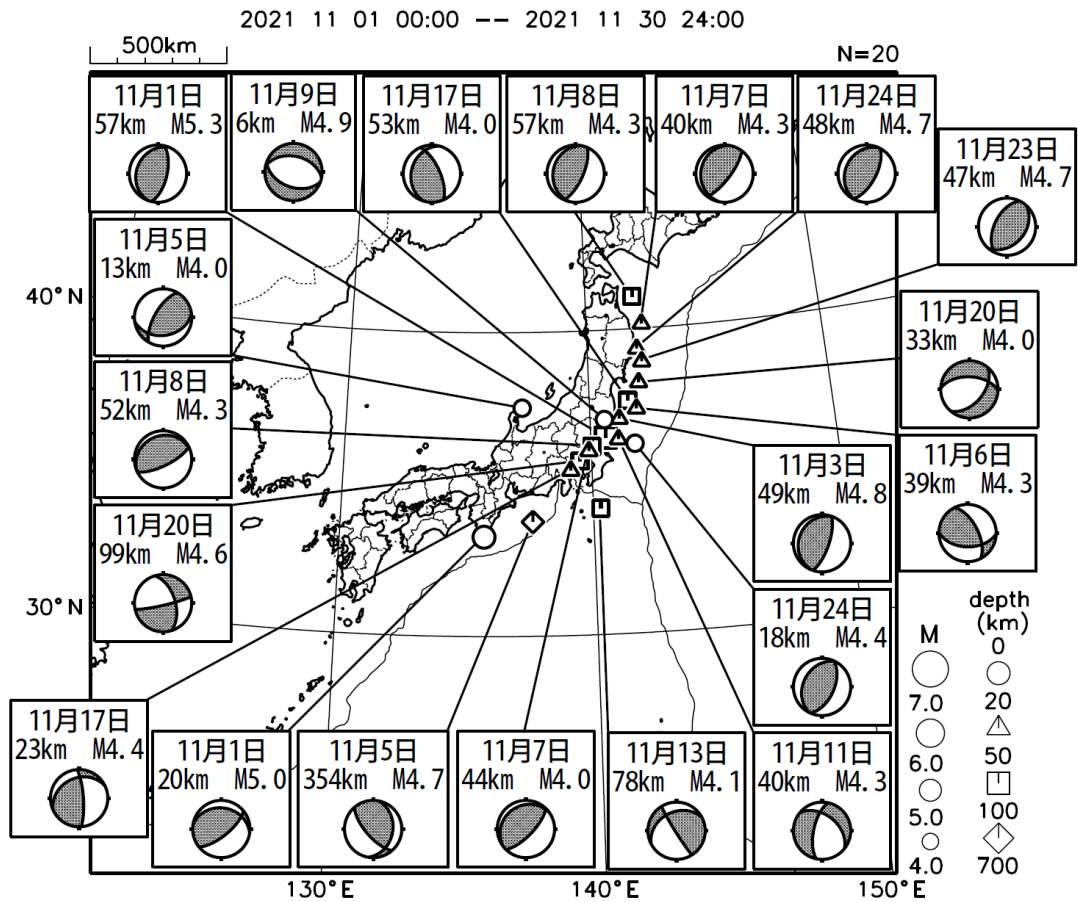 2021 11 01 00:00 -- 2021 11 30 24:00
500km
N=20
11月1日
57km M5.3
11月9日
6km M4.9
11月17日
53km M4.0
11月8日
57km M4.3
11月7日
40km M4.3
11月24日
48km M4.7
11月23日
47km M4.7
11月5日
13km M4.0
40°N
11月20日
33km M4.0
11月8日
52km M4.3
11月3日
49km M4.8
11月6日
39km M4.3
11月20日
99km M4.6
30°N
11月24日
18km M4.4
11月17日
23km M4.4
11月1日
20km M5.0
11月5日
354km M4.7
11月7日
44km M4.0
11月13日
78km M4.1
11月11日
40km M4.3
M
7.0
6.0
5.0
4.0
depth
(km)
0
20
50
100
700
130°E
140°E
150°E